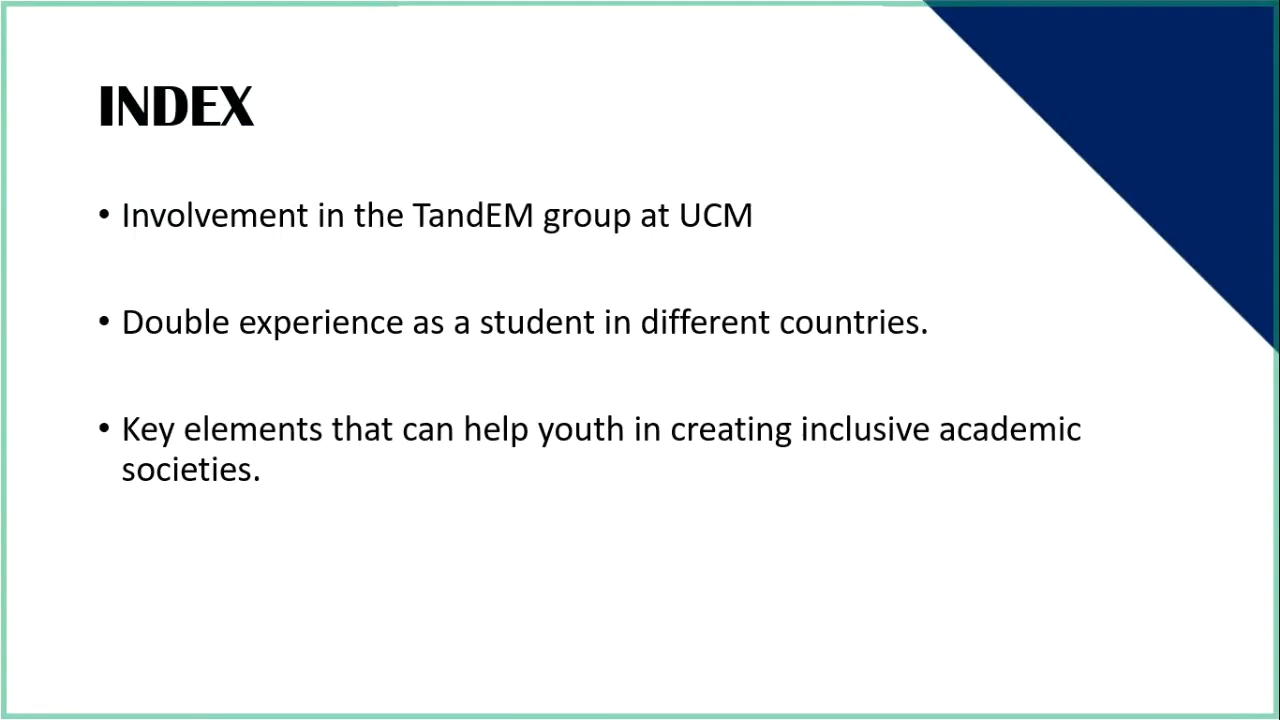 INDEX
• Involvement in the TandEM group at UCM
• Double experience as a student in different countries.
• Key elements that can help youth in creating inclusive academic
societies.